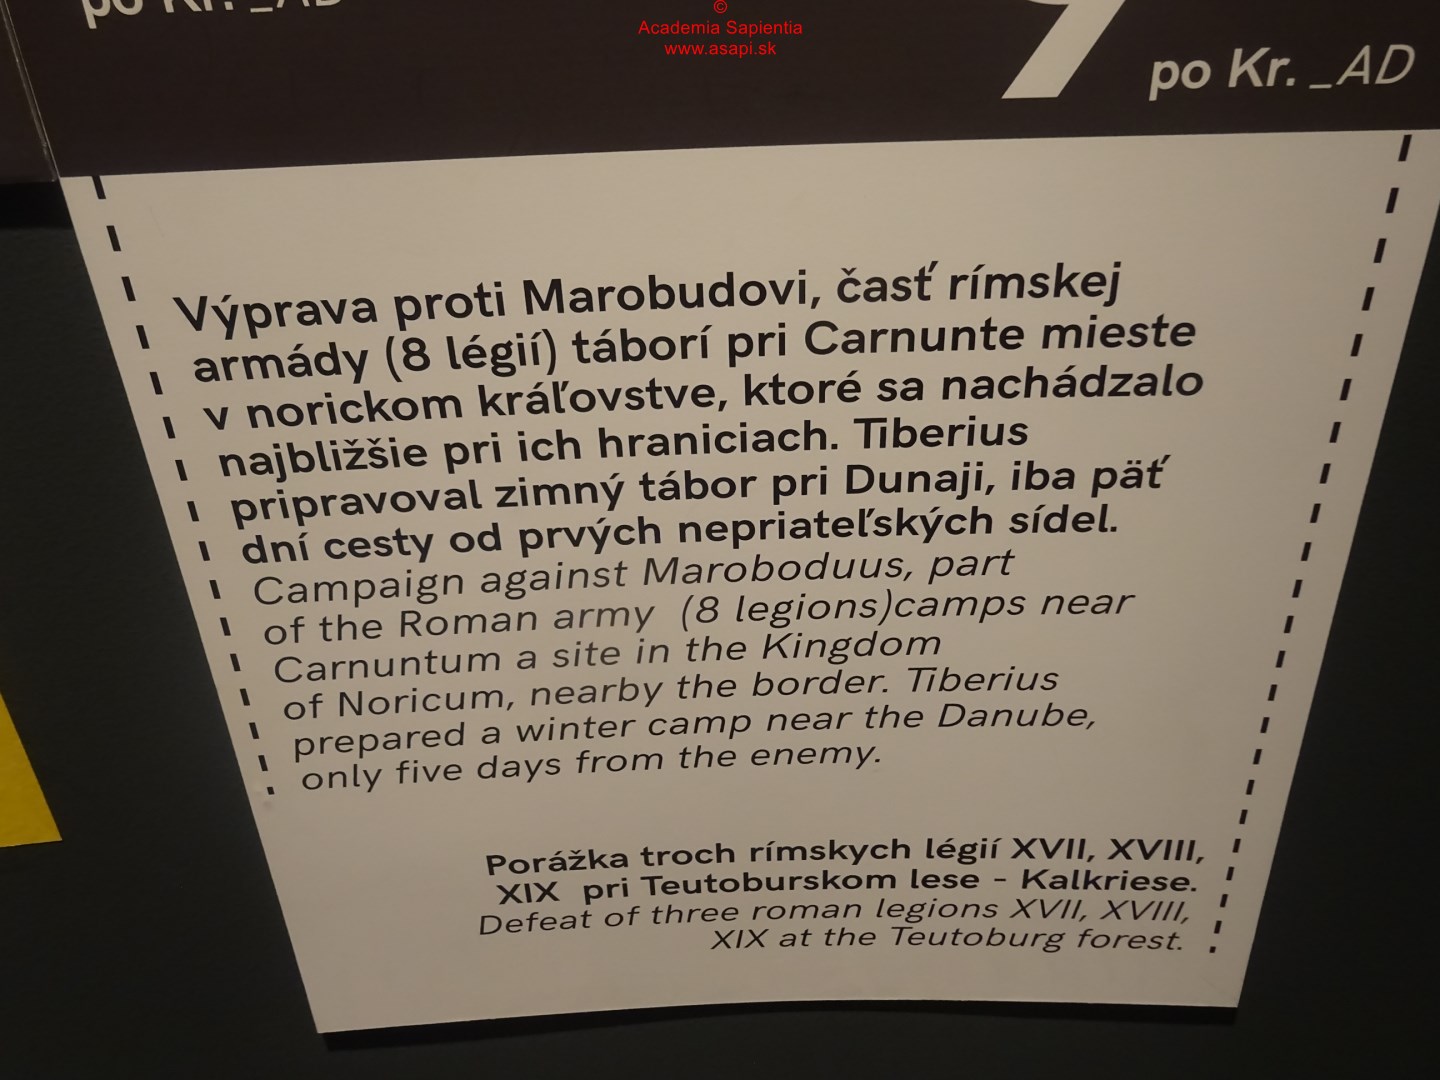 po Kr. _AD
©
Academia Sapientia
www.asapi.sk
9
po Kr. _AD
Výprava proti Marobudovi, časť rímskej
armády (8 légií) táborí pri Carnunte mieste
v norickom kráľovstve, ktoré sa nachádzalo
najbližšie pri ich hraniciach. Tiberius
pripravoval zimný tábor pri Dunaji, iba päť
dní cesty od prvých nepriateľských sídel.
Campaign against Maroboduus, part
of the Roman army (8 legions)camps near
Carnuntum a site in the Kingdom
of Noricum, nearby the border. Tiberius
prepared a winter camp near the Danube,
only five days from the enemy.
Porážka troch rímskych légií XVII, XVIII,
XIX pri Teutoburskom lese - Kalkriese.
Defeat of three roman legions XVII, XVIII,
XIX at the Teutoburg forest.